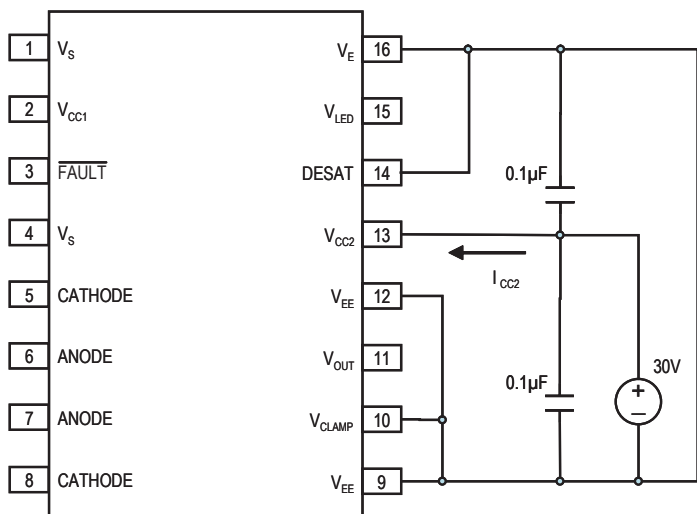 1 V_S
2 V_CC1
3 FAULT
4 V_S
5 CATHODE
6 ANODE
7 ANODE
8 CATHODE
V_E 16
V_LED 15
DESAT 14
V_CC2 13
V_EE 12
V_OUT 11
V_CLAMP 10
V_EE 9
0.1µF
I_CC2
0.1µF
30V
+
–